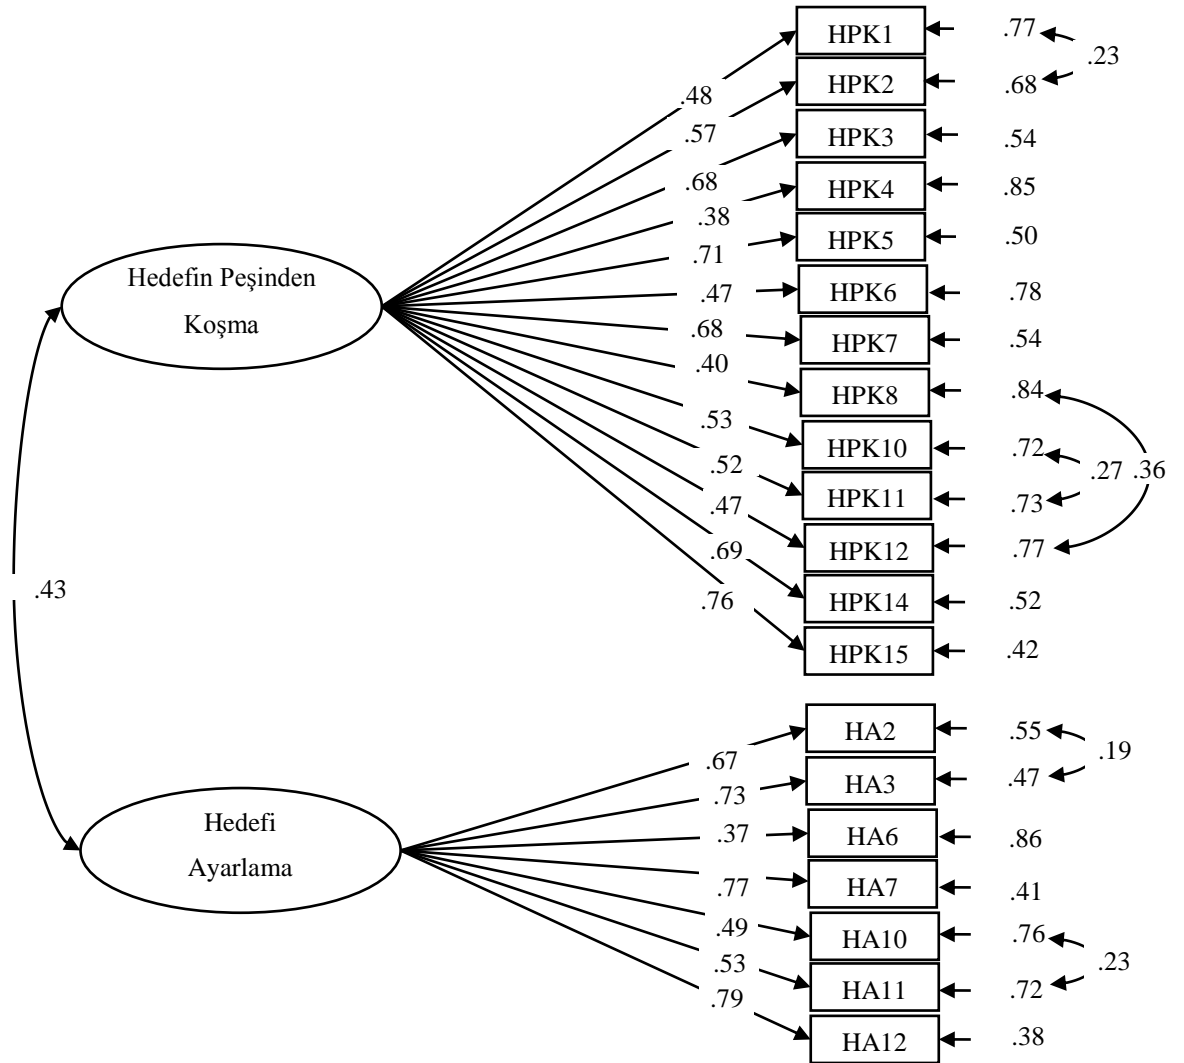 HPK1 .77
.23
HPK2 .68
.48
.57
HPK3 .54
.68
HPK4 .85
.38
HPK5 .50
.71
Hedefin Peşinden
Koşma
HPK6 .78
.47
.68
HPK7 .54
.40
HPK8 .84
.53
HPK10 .72
.52
.27 .36
HPK11 .73
.47
HPK12 .77
.69
.43
HPK14 .52
.76
HPK15 .42
HA2 .55
.19
.67
HA3 .47
.73
Hedefi
Ayarlama
.37
HA6 .86
.77
HA7 .41
.49
HA10 .76
.53
.23
HA11 .72
.79
HA12 .38